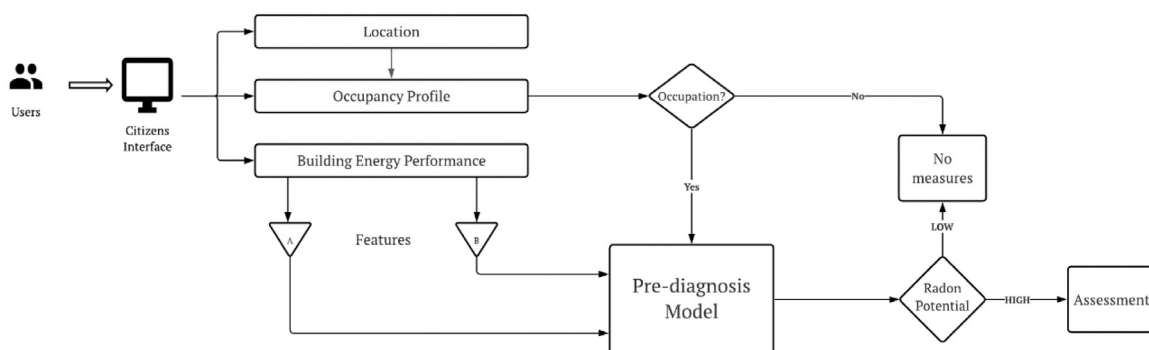 Users
Citizens
Interface
Location
Occupancy Profile
Building Energy Performance
A
Features
B
Occupation?
No
Yes
No
measures
LOW
Pre-diagnosis
Model
Radon
Potential
HIGH
Assessment